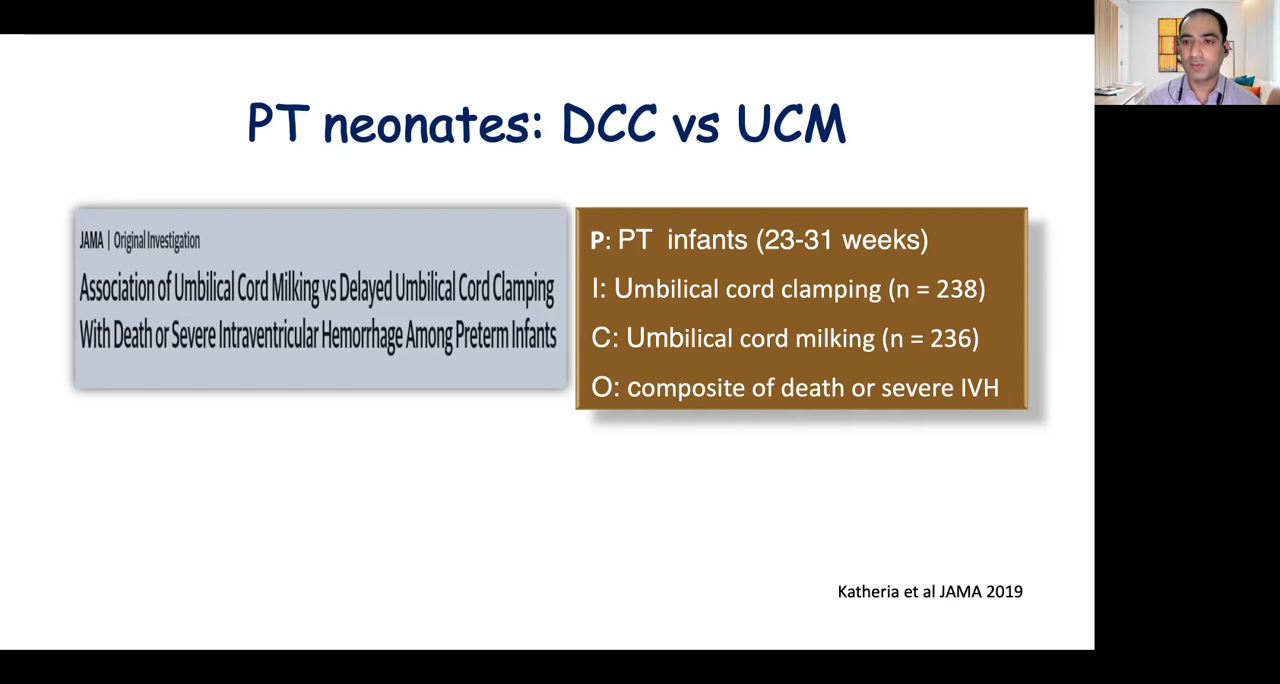 PT neonates: DCC vs UCM
JAMA | Original Investigation
Association of Umbilical Cord Milking vs Delayed Umbilical Cord Clamping
With Death or Severe Intraventricular Hemorrhage Among Preterm Infants
P: PT infants (23-31 weeks)
I: Umbilical cord clamping (n = 238)
C: Umbilical cord milking (n = 236)
O: composite of death or severe IVH
Katheria et al JAMA 2019